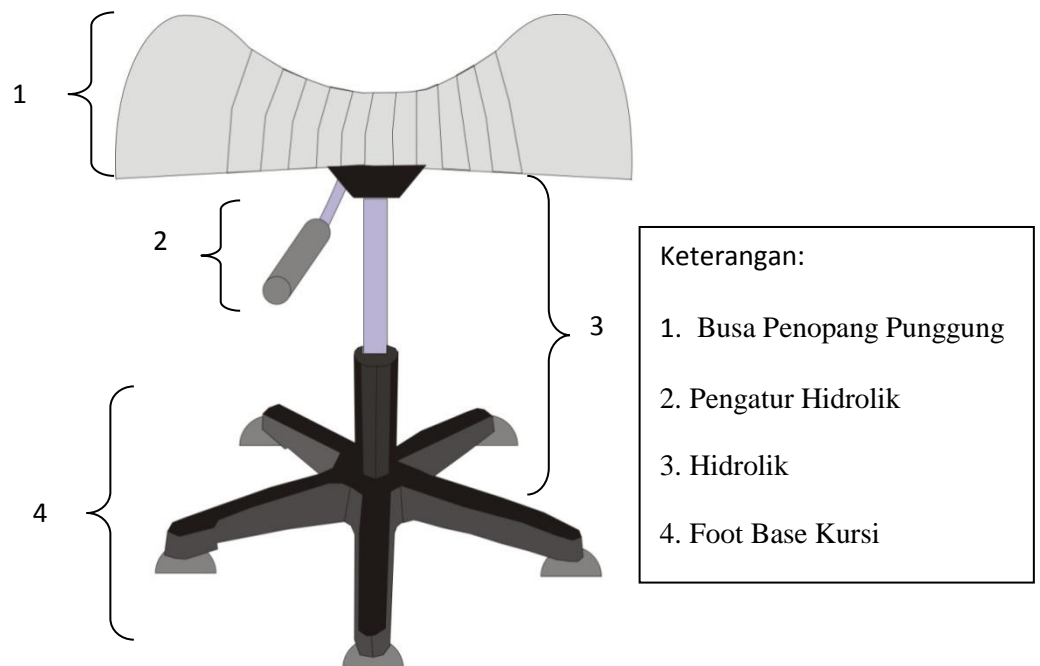 1
2
3
4
Keterangan:
1. Busa Penopang Punggung
2. Pengatur Hidrolik
3. Hidrolik
4. Foot Base Kursi